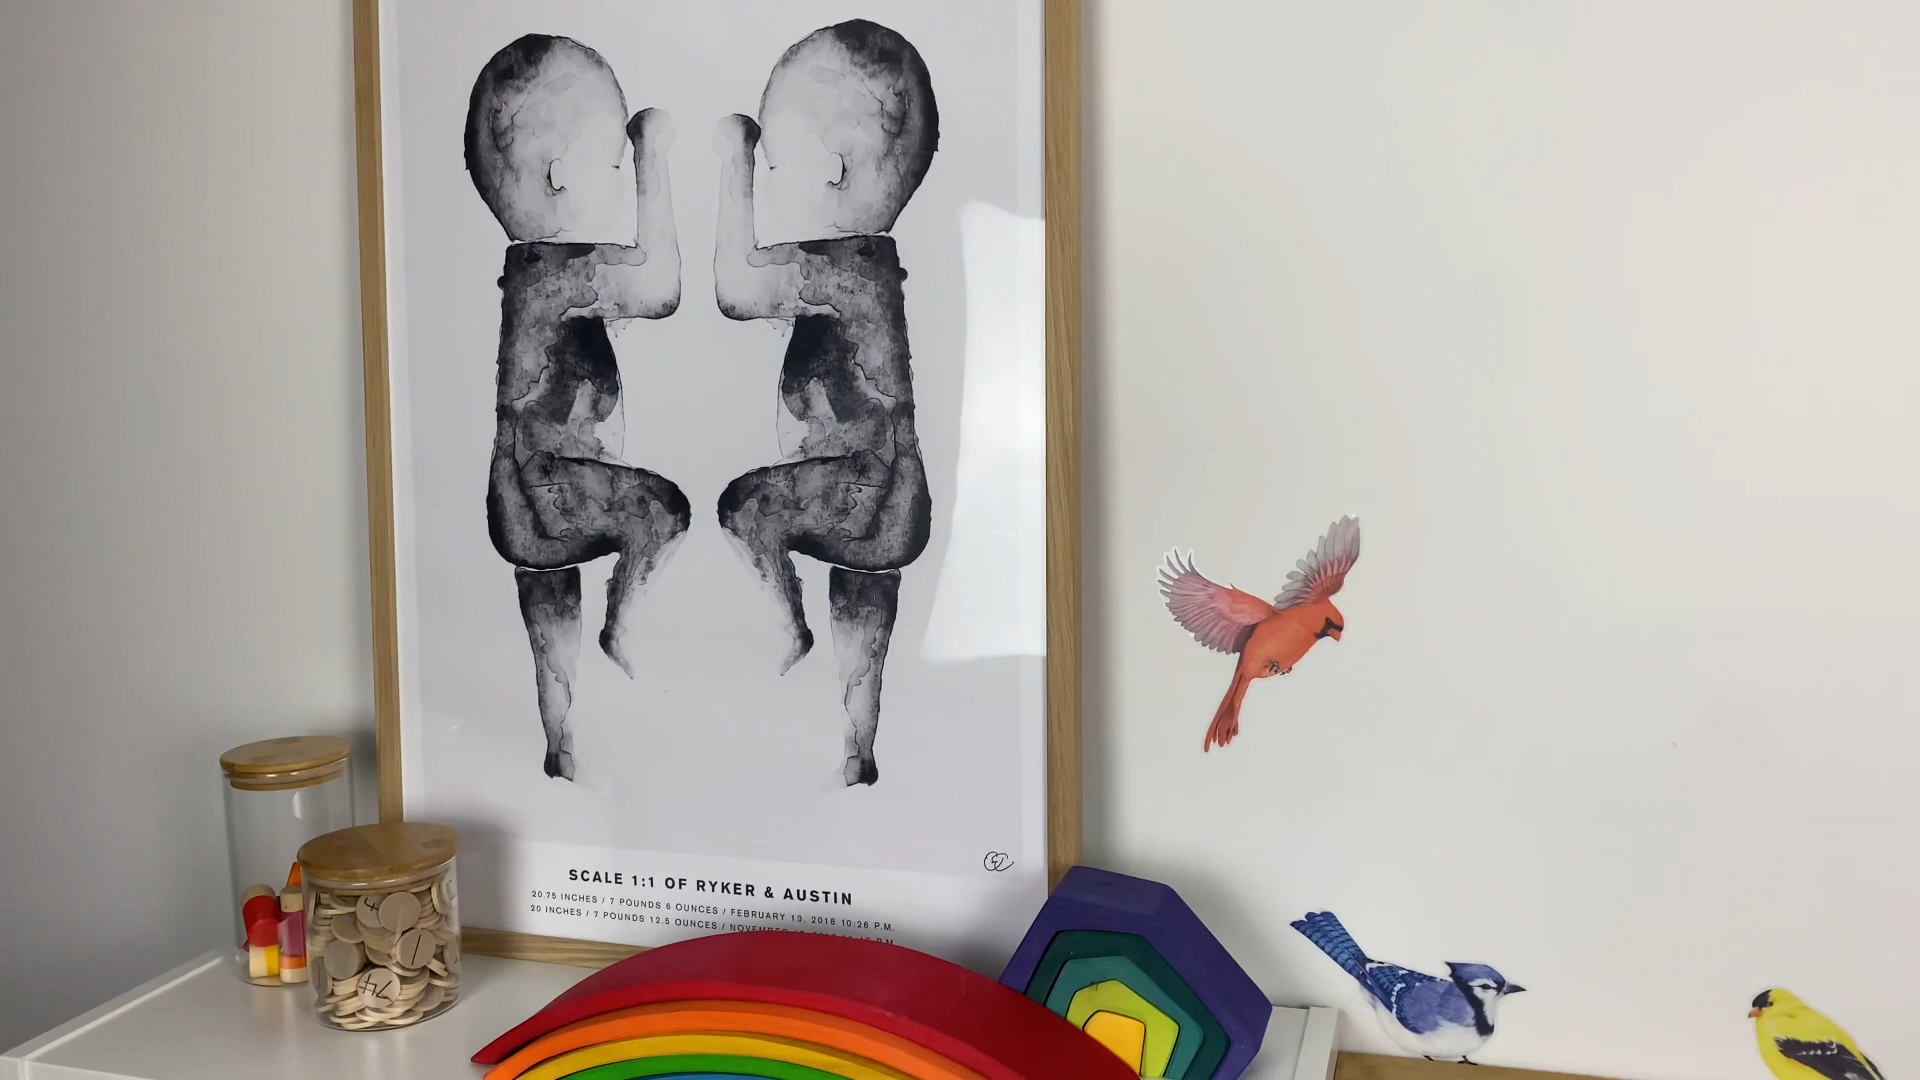 SCALE 1:1 OF RYKER & AUSTIN
20.75 INCHES / 7 POUNDS 6 OUNCES / FEBRUARY 13, 2018 10:26 P.M.
20 INCHES / 7 POUNDS 12.5 OUNCES /